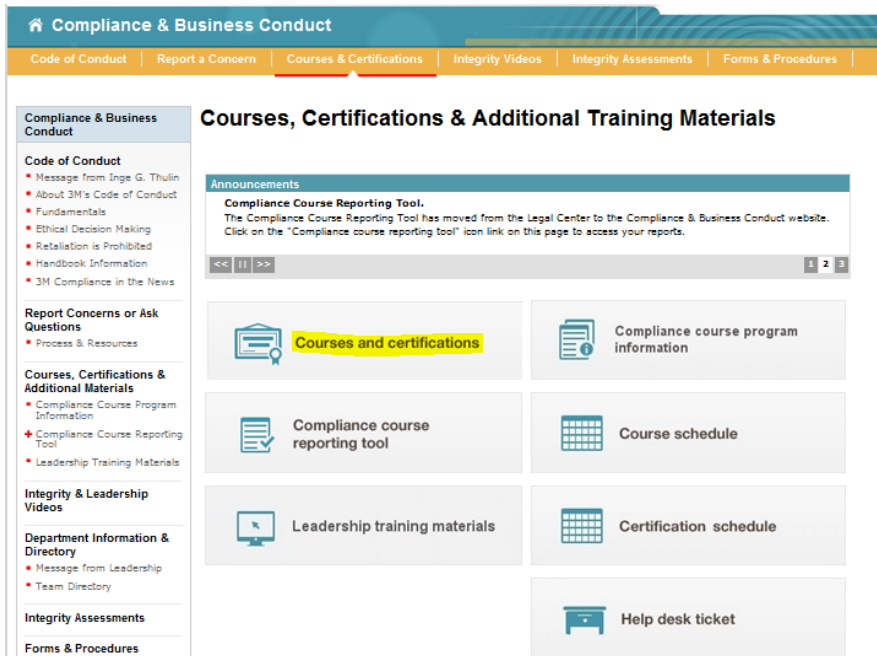 Compliance & Business Conduct
Code of Conduct
Report a Concern
Courses & Certifications
Integrity Videos
Integrity Assessments
Forms & Procedures
Compliance & Business
Conduct
Code of Conduct
Message from Inge G. Thulin
About 3M's Code of Conduct
Fundamentals
Ethical Decision Making
Retaliation is Prohibited
Handbook Information
3M Compliance in the News
Report Concerns or Ask
Questions
Process & Resources
Courses, Certifications &
Additional Materials
Compliance Course Program
Information
Compliance Course Reporting
Tool
Leadership Training Materials
Integrity & Leadership
Videos
Department Information &
Directory
Message from Leadership
Team Directory
Integrity Assessments
Forms & Procedures
Courses, Certifications & Additional Training Materials
Announcements
Compliance Course Reporting Tool.
The Compliance Course Reporting Tool has moved from the Legal Center to the Compliance & Business Conduct website.
Click on the "Compliance course reporting tool" icon link on this page to access your reports.
<< || >>
1 2 3
Courses and certifications
Compliance course program
information
Compliance course
reporting tool
Course schedule
Leadership training materials
Certification schedule
Help desk ticket